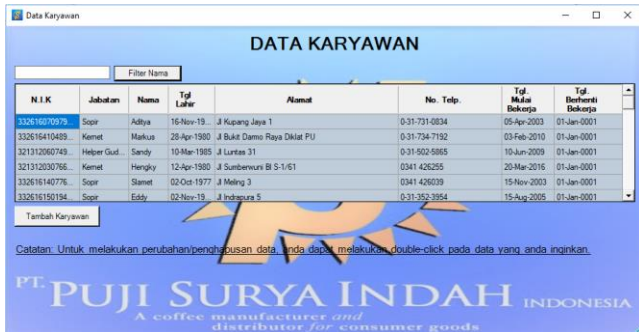 Data Karyawan
DATA KARYAWAN
Filter Nama
N.I.K Jabatan Nama Tgl Lahir Alamat No. Telp. Tgl. Mulai Bekerja Tgl. Berhenti Bekerja
332616070979... Sopir Aditya 16-Nov-19... Jl Kupang Jaya 1 0-31-731-0834 05-Apr-2003 01-Jan-0001
332616410489... Kernet Markus 28-Apr-1980 Jl Bukit Darmo Raya Diklat PU 0-31-734-7192 03-Feb-2010 01-Jan-0001
321312060749... Helper Gud... Sandy 10-Mar-1985 Jl Luntas 31 0-31-502-5865 10-Jun-2009 01-Jan-0001
321312030766... Kernet Hengky 12-Apr-1980 Jl Sumberwuni Bl S-1/61 0341 426255 20-Mar-2016 01-Jan-0001
332616140776... Sopir Slamet 02-Oct-1977 Jl Meling 3 0341 426039 15-Nov-2003 01-Jan-0001
332616150194... Sopir Eddy 02-Nov-19... Jl Indrapura 5 0-31-352-3954 15-Aug-2005 01-Jan-0001
Tambah Karyawan
Catatan: Untuk melakukan perubahan/penghapusan data, anda dapat melakukan double-click pada data yang anda inginkan.
PT. PUJI SURYA INDAH INDONESIA
A coffee manufacturer and
distributor for consumer goods